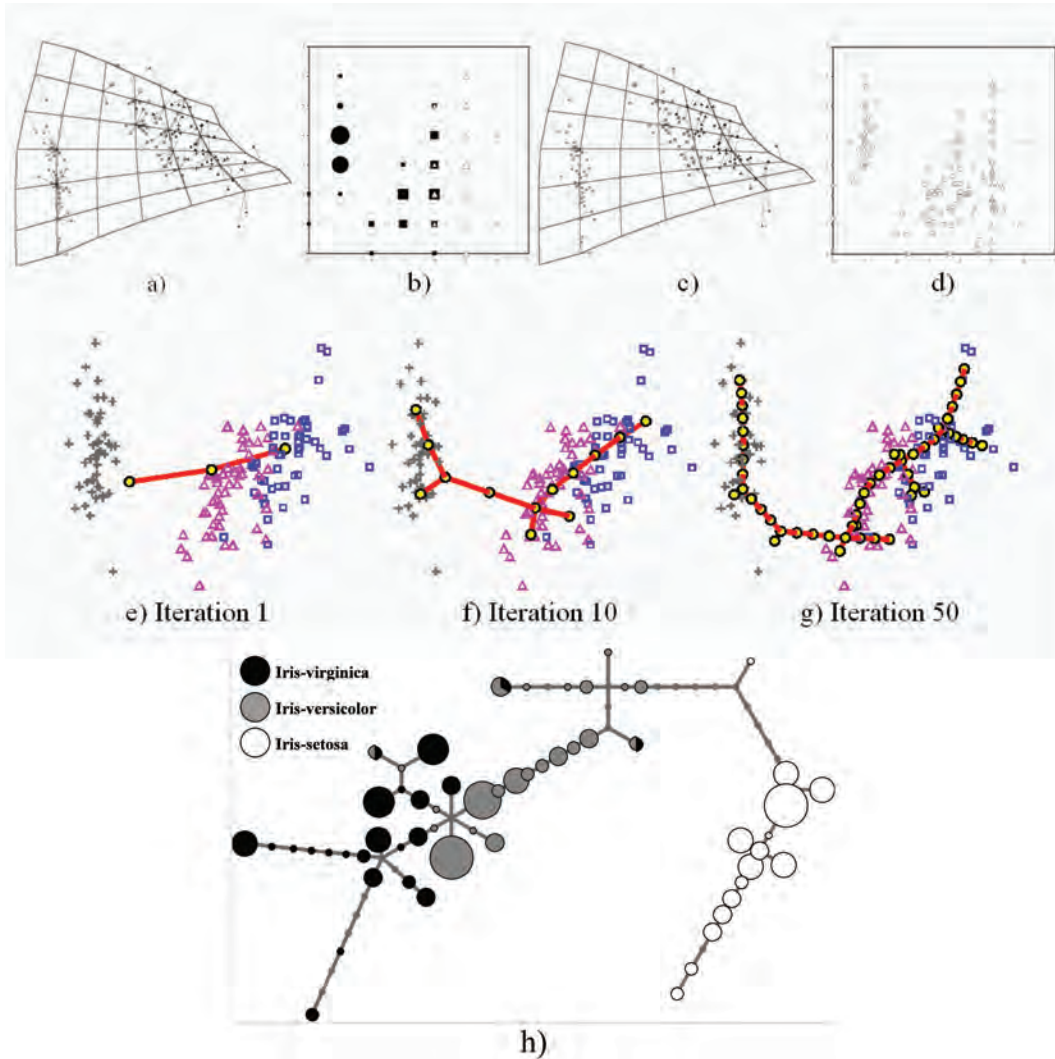 a)
b)
c)
d)
e) Iteration 1
f) Iteration 10
g) Iteration 50
Iris-virginica
Iris-versicolor
Iris-setosa
h)